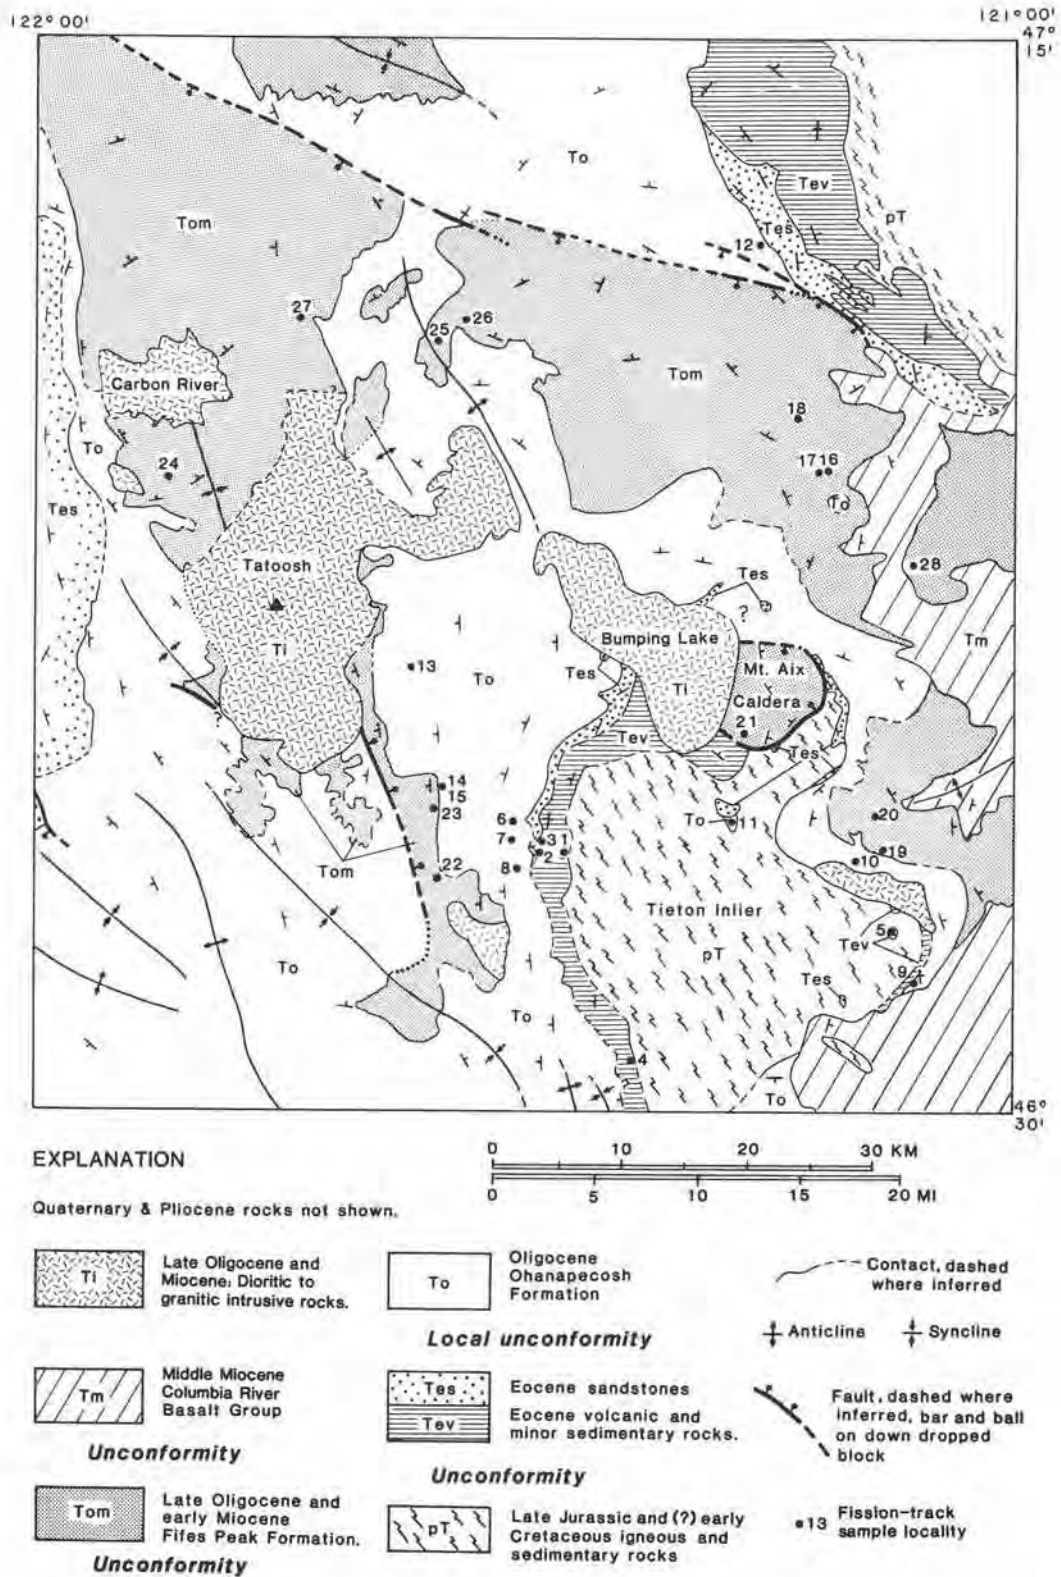 122° 00'
121° 00'
47°
15'
To
Tev
Tom
Tes
pT
12
27
26
25
Tom
Carbon River
18
To
24
17 16
To
Tes
Tatoosh
28
Tes
?
Bumping Lake
Tm
Ti
13
To
Tes
Mt. Aix
Ti
Caldera
?
21
Tev
Tes
14
15
6
23
20
7
31
To
11
2
19
Tom
8
10
22
Tieton Inlier
5
pT
Tev
To
Tes
9
To
4
To
46°
30'
EXPLANATION
0 10 20 30 KM
0 5 10 15 20 MI
Quaternary & Pliocene rocks not shown.
Ti
Late Oligocene and
Miocene: Dioritic to
granitic intrusive rocks.
Tm
Middle Miocene
Columbia River
Basalt Group
Unconformity
Tom
Late Oligocene and
early Miocene
Fifes Peak Formation.
Unconformity
To
Oligocene
Ohanapecosh
Formation
Local unconformity
Tes
Eocene sandstones
Tev
Eocene volcanic and
minor sedimentary rocks.
Unconformity
pT
Late Jurassic and (?) early
Cretaceous igneous and
sedimentary rocks
Contact, dashed
where inferred
Anticline
Syncline
Fault, dashed where
inferred, bar and ball
on down dropped
block
13
Fission-track
sample locality